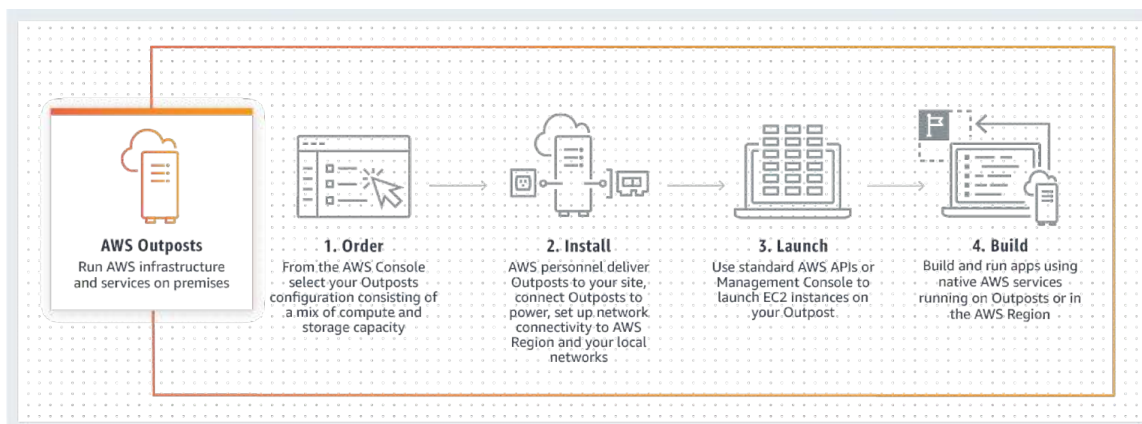 AWS Outposts
Run AWS infrastructure
and services on premises
1. Order
From the AWS Console
select your Outposts
configuration consisting of
a mix of compute and
storage capacity
2. Install
AWS personnel deliver
Outposts to your site,
connect Outposts to
power, set up network
connectivity to AWS
Region and your local
networks
3. Launch
Use standard AWS APIs or
Management Console to
launch EC2 instances on
your Outpost
4. Build
Build and run apps using
native AWS services
running on Outposts or in
the AWS Region